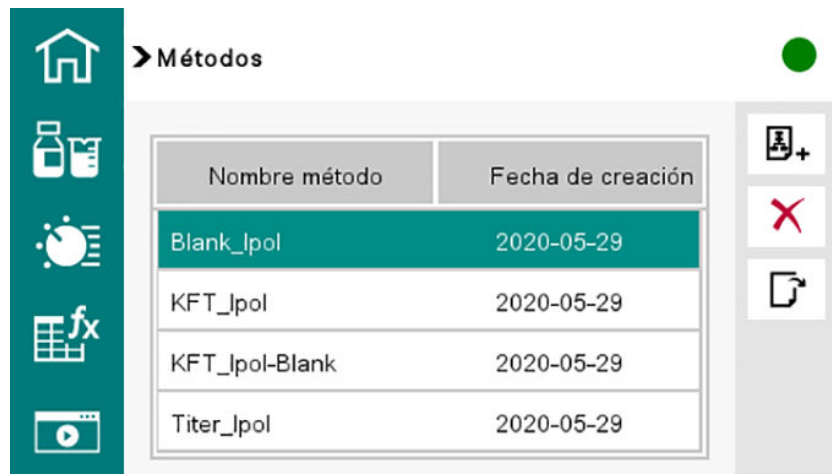 Métodos
Nombre método Fecha de creación
Blank_Ipol 2020-05-29
KFT_Ipol 2020-05-29
KFT_Ipol-Blank 2020-05-29
Titer_Ipol 2020-05-29
fx